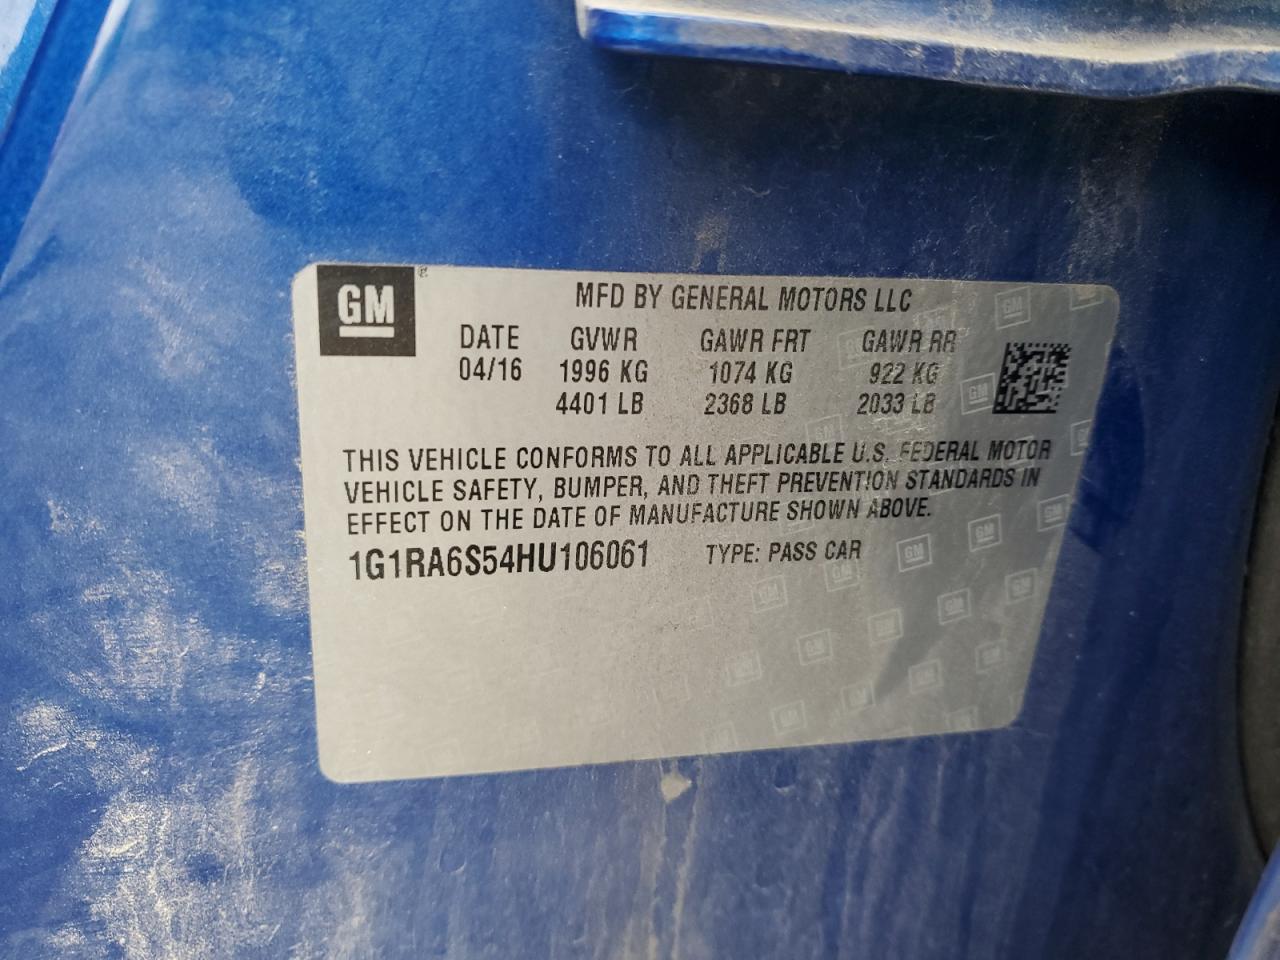 GM
MFD BY GENERAL MOTORS LLC
DATE GVWR GAWR FRT GAWR RR
04/16 1996 KG 1074 KG 922 KG
4401 LB 2368 LB 2033 LB
THIS VEHICLE CONFORMS TO ALL APPLICABLE U.S. FEDERAL MOTOR
VEHICLE SAFETY, BUMPER, AND THEFT PREVENTION STANDARDS IN
EFFECT ON THE DATE OF MANUFACTURE SHOWN ABOVE.
1G1RA6S54HU106061 TYPE: PASS CAR